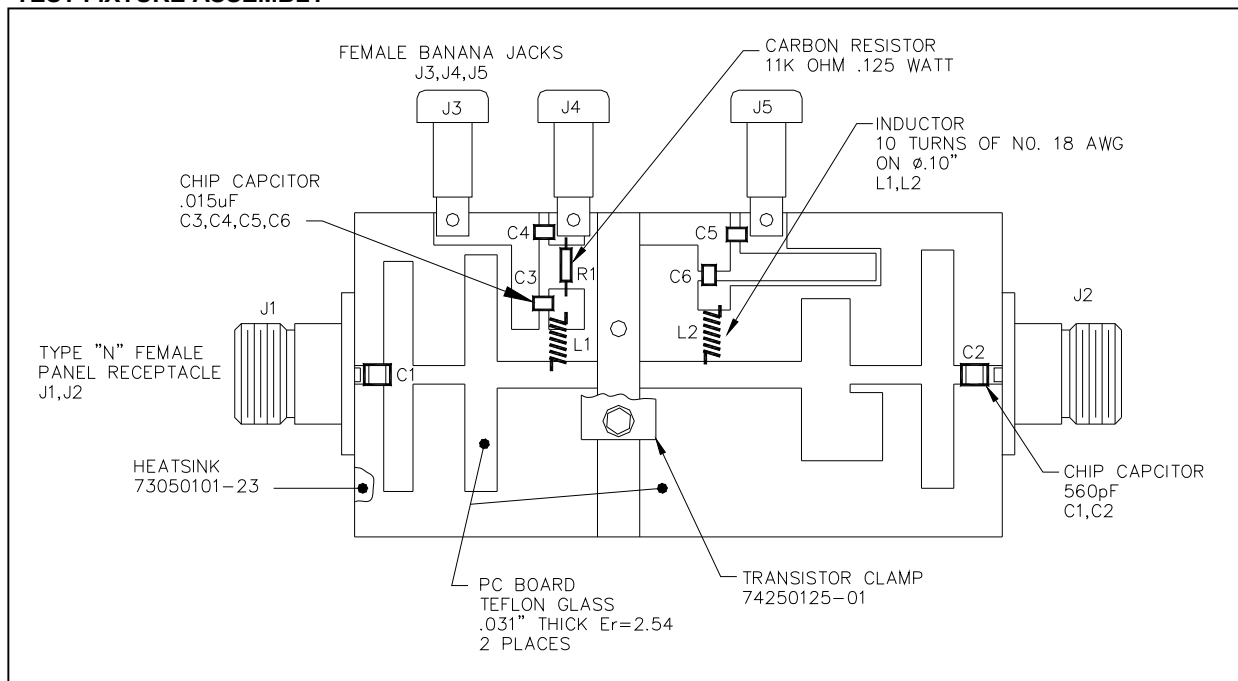 TEST FIXTURE ASSEMBLY
FEMALE BANANA JACKS
J3,J4,J5
CARBON RESISTOR
11K OHM .125 WATT
J3
J4
J5
INDUCTOR
10 TURNS OF NO. 18 AWG
ON ø.10"
L1,L2
CHIP CAPCITOR
.015uF
C3,C4,C5,C6
C4
C5
C3
R1
C6
J1
J2
L1
L2
TYPE "N" FEMALE
PANEL RECEPTACLE
J1,J2
C1
C2
HEATSINK
73050101-23
CHIP CAPCITOR
560pF
C1,C2
PC BOARD
TEFLON GLASS
.031" THICK Er=2.54
2 PLACES
TRANSISTOR CLAMP
74250125-01